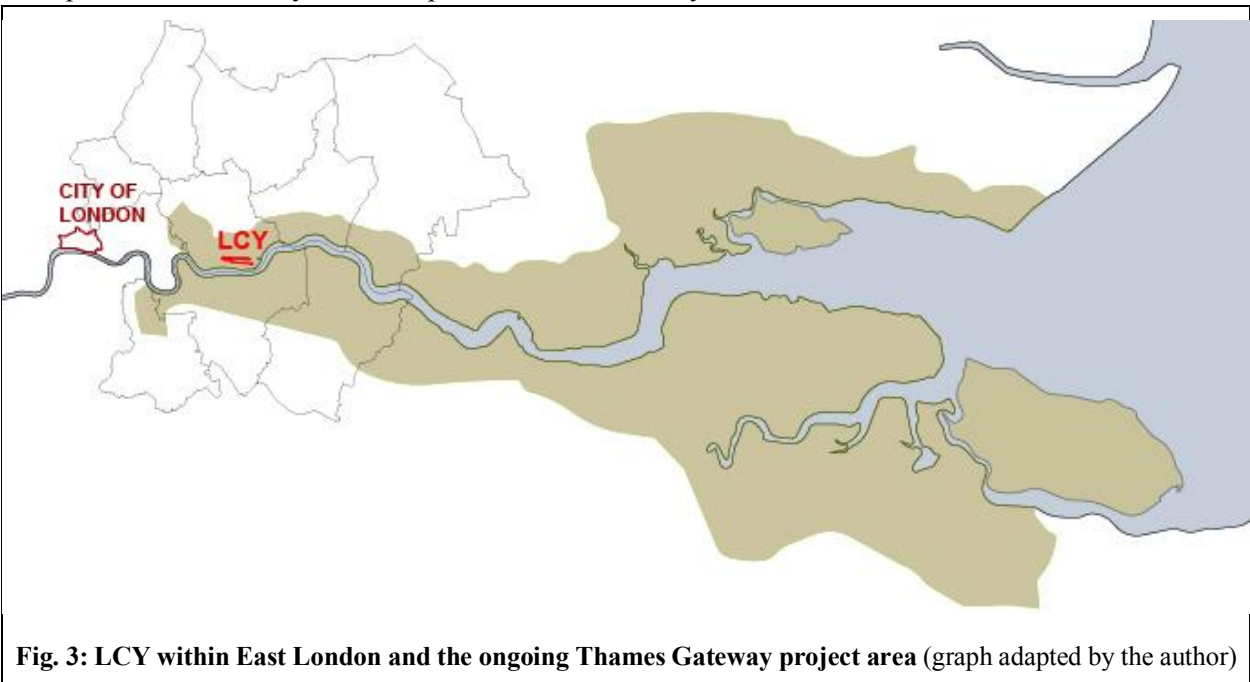 CITY OF
LONDON
LCY
Fig. 3: LCY within East London and the ongoing Thames Gateway project area (graph adapted by the author)